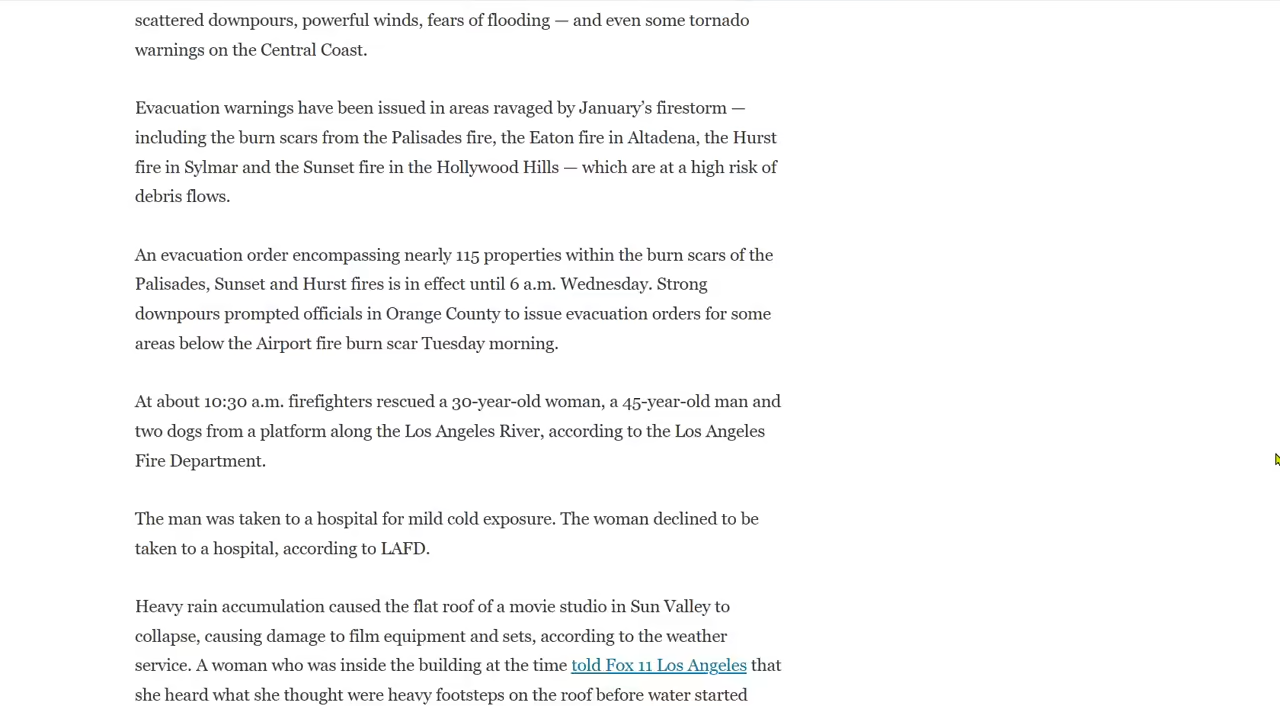 scattered downpours, powerful winds, fears of flooding — and even some tornado
warnings on the Central Coast.
Evacuation warnings have been issued in areas ravaged by January’s firestorm —
including the burn scars from the Palisades fire, the Eaton fire in Altadena, the Hurst
fire in Sylmar and the Sunset fire in the Hollywood Hills — which are at a high risk of
debris flows.
An evacuation order encompassing nearly 115 properties within the burn scars of the
Palisades, Sunset and Hurst fires is in effect until 6 a.m. Wednesday. Strong
downpours prompted officials in Orange County to issue evacuation orders for some
areas below the Airport fire burn scar Tuesday morning.
At about 10:30 a.m. firefighters rescued a 30-year-old woman, a 45-year-old man and
two dogs from a platform along the Los Angeles River, according to the Los Angeles
Fire Department.
The man was taken to a hospital for mild cold exposure. The woman declined to be
taken to a hospital, according to LAFD.
Heavy rain accumulation caused the flat roof of a movie studio in Sun Valley to
collapse, causing damage to film equipment and sets, according to the weather
service. A woman who was inside the building at the time told Fox 11 Los Angeles that
she heard what she thought were heavy footsteps on the roof before water started